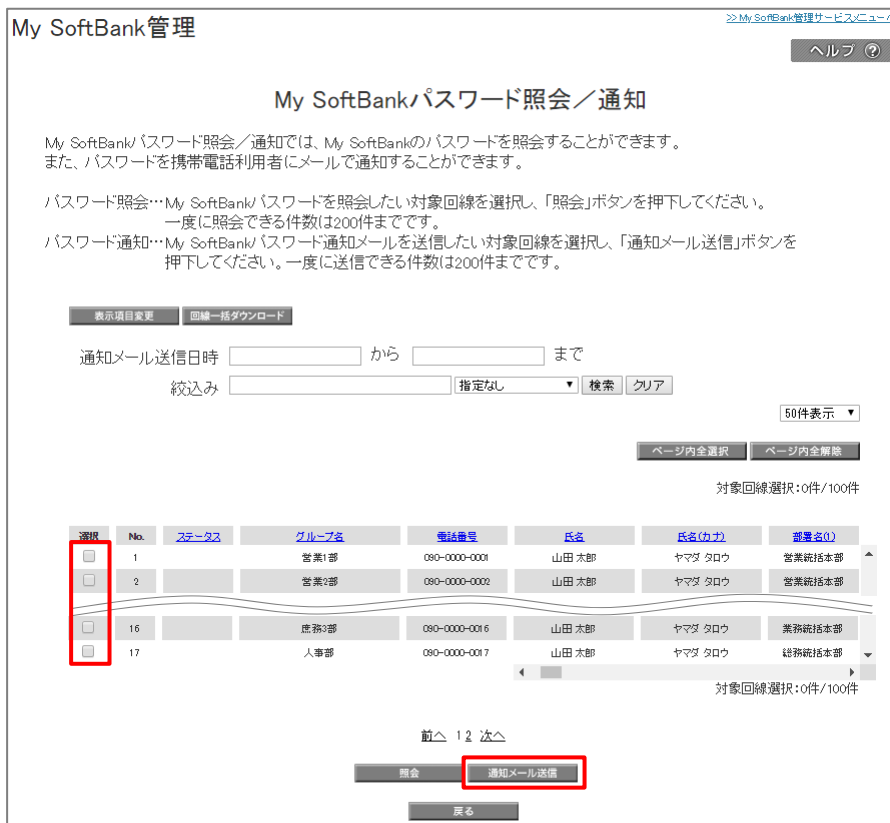 >> My SoftBank管理サービスメニューへ
My SoftBank管理
ヘルプ ?
My SoftBankパスワード照会／通知
My SoftBankパスワード照会／通知では、My SoftBankのパスワードを照会することができます。
また、パスワードを携帯電話利用者にメールで通知することができます。
パスワード照会…My SoftBankパスワードを照会したい対象回線を選択し、「照会」ボタンを押下してください。
一度に照会できる件数は200件までです。
パスワード通知…My SoftBankパスワード通知メールを送信したい対象回線を選択し、「通知メール送信」ボタンを
押下してください。一度に送信できる件数は200件までです。
表示項目変更 回線一括ダウンロード
通知メール送信日時 から まで
絞込み 指定なし ▼ 検索 クリア
50件表示 ▼
ページ内全選択 ページ内全解除
対象回線選択：0件/100件
選択 No. ステータス グループ名 電話番号 氏名 氏名(カナ) 部署名(1)
1 営業1部 090-0000-0001 山田 太郎 ヤマダ タロウ 営業統括本部
2 営業2部 090-0000-0002 山田 太郎 ヤマダ タロウ 営業統括本部
16 庶務3部 090-0000-0016 山田 太郎 ヤマダ タロウ 業務統括本部
17 人事部 090-0000-0017 山田 太郎 ヤマダ タロウ 総務統括本部
対象回線選択：0件/100件
前へ 1 2 次へ
照会 通知メール送信
戻る